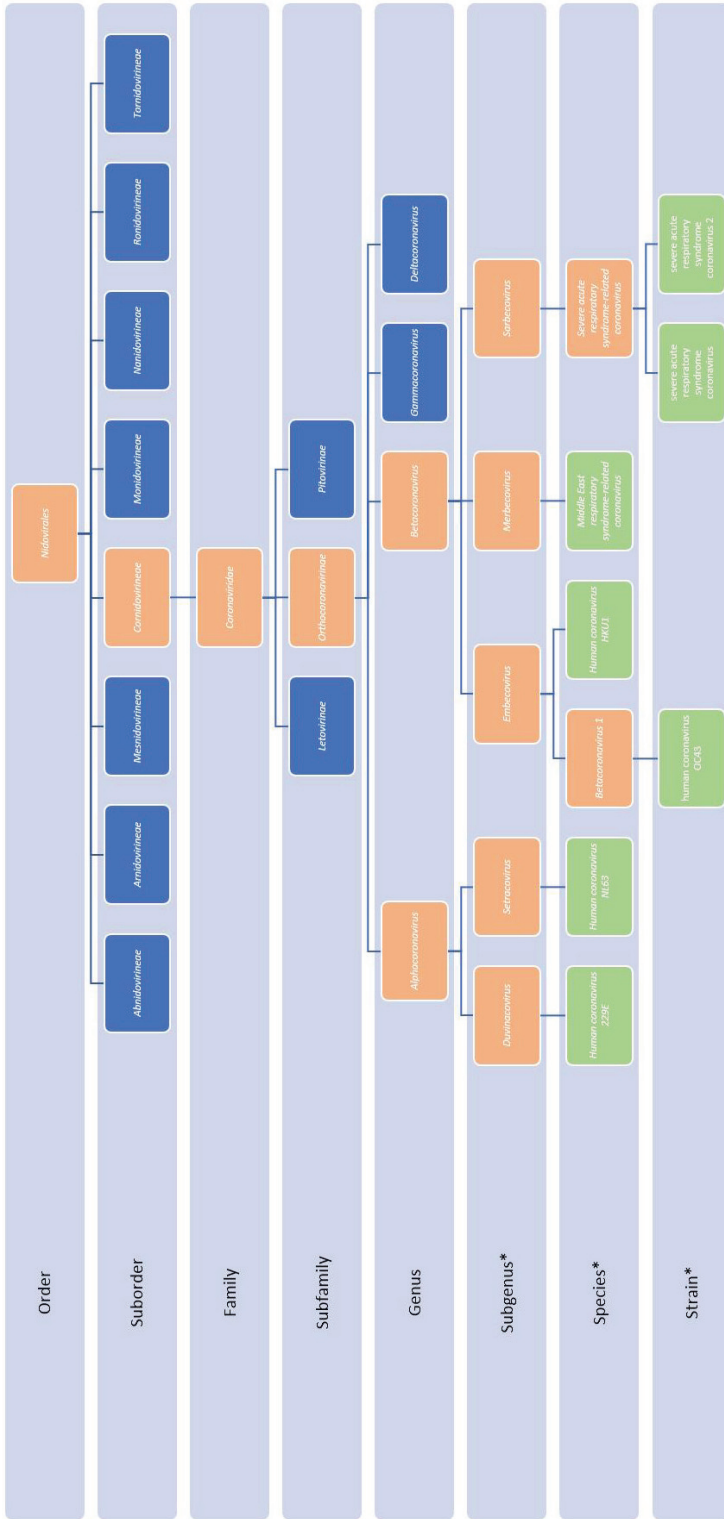 Order
Nidovirales
Suborder
Abnidovirineae
Arnidovirineae
Mesnidovirineae
Cornidovirineae
Monidovirineae
Nanidovirineae
Ronidovirineae
Tornidovirineae
Family
Coronaviridae
Subfamily
Letovirinae
Orthocoronavirinae
Pitovirinae
Genus
Alphacoronavirus
Betacoronavirus
Gammacoronavirus
Deltacoronavirus
Subgenus*
Duvinacovirus
Setracovirus
Embecovirus
Merbecovirus
Sarbecovirus
Species*
Human coronavirus
229E
Human coronavirus
NL63
Betacoronavirus 1
Human coronavirus
HKU1
Middle East
respiratory
syndrome-related
coronavirus
Severe acute
respiratory
syndrome-related
coronavirus
Strain*
human coronavirus
OC43
severe acute
respiratory
syndrome
coronavirus
severe acute
respiratory
syndrome
coronavirus 2